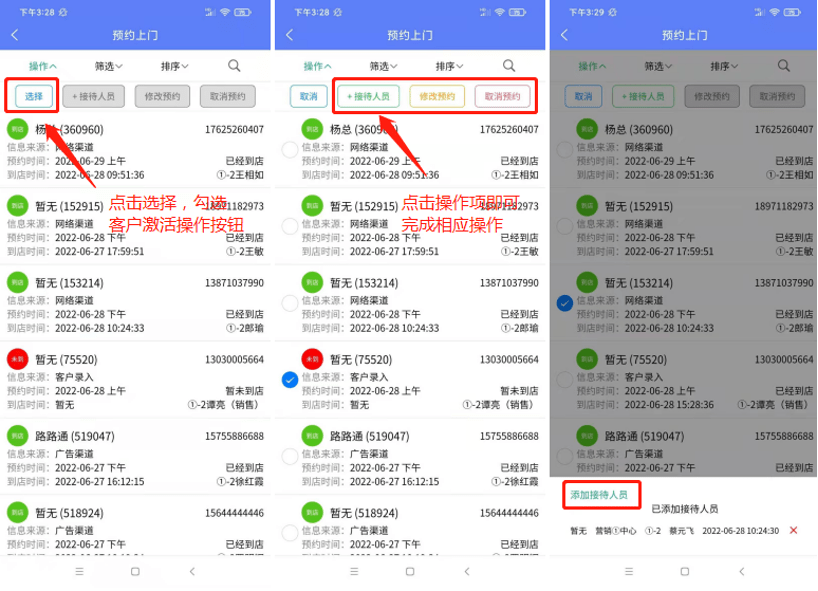 下午3:28
预约上门
操作
筛选
排序
选择
+接待人员
修改预约
取消预约
到店
杨总 (360960)
17625260407
信息来源: 网络渠道
预约时间: 2022-06-29 上午
已经到店
到店时间: 2022-06-28 09:51:36
①-2王相如
到店
暂无 (152915)
18971182973
信息来源: 网络渠道
预约时间: 2022-06-28 下午
已经到店
到店时间: 2022-06-27 17:59:51
①-2王敏
点击选择，勾选
客户激活操作按钮
到店
暂无 (153214)
13871037990
信息来源: 网络渠道
预约时间: 2022-06-28 下午
已经到店
到店时间: 2022-06-28 10:24:33
①-2郎瑜
未到
暂无 (75520)
13030005664
信息来源: 客户录入
预约时间: 2022-06-28 上午
暂未到店
到店时间: 暂无
①-2谭亮（销售）
到店
路路通 (519047)
15755886688
信息来源: 广告渠道
预约时间: 2022-06-27 下午
已经到店
到店时间: 2022-06-27 16:12:15
①-2徐红霞
到店
暂无 (518924)
15644444446
信息来源: 广告渠道
预约时间: 2022-06-27 下午
已经到店
下午3:28
预约上门
操作
筛选
排序
取消
+接待人员
修改预约
取消预约
到店
杨总 (360960)
17625260407
信息来源: 网络渠道
预约时间: 2022-06-29 上午
已经到店
到店时间: 2022-06-28 09:51:36
①-2王相如
到店
暂无 (152915)
18971182973
信息来源: 网络渠道
预约时间: 2022-06-28 下午
已经到店
到店时间: 2022-06-27 17:59:51
①-2王敏
点击操作项即可
完成相应操作
到店
暂无 (153214)
13871037990
信息来源: 网络渠道
预约时间: 2022-06-28 下午
已经到店
到店时间: 2022-06-28 10:24:33
①-2郎瑜
未到
暂无 (75520)
13030005664
信息来源: 客户录入
预约时间: 2022-06-28 上午
暂未到店
到店时间: 暂无
①-2谭亮（销售）
到店
路路通 (519047)
15755886688
信息来源: 广告渠道
预约时间: 2022-06-27 下午
已经到店
到店时间: 2022-06-27 16:12:15
①-2徐红霞
到店
暂无 (518924)
15644444446
信息来源: 广告渠道
预约时间: 2022-06-27 下午
已经到店
下午3:29
预约上门
操作
筛选
排序
取消
+接待人员
修改预约
取消预约
到店
杨总 (360960)
17625260407
信息来源: 网络渠道
预约时间: 2022-06-29 上午
已经到店
到店时间: 2022-06-28 09:51:36
①-2王相如
到店
暂无 (152915)
18971182973
信息来源: 网络渠道
预约时间: 2022-06-28 下午
已经到店
到店时间: 2022-06-27 17:59:51
①-2王敏
到店
暂无 (153214)
13871037990
信息来源: 网络渠道
预约时间: 2022-06-28 下午
已经到店
到店时间: 2022-06-28 10:24:33
①-2郎瑜
到店
暂无 (75520)
13030005664
信息来源: 客户录入
预约时间: 2022-06-28 上午
已经到店
到店时间: 2022-06-28 15:28:36
①-2谭亮（销售）
到店
路路通 (519047)
15755886688
信息来源: 广告渠道
添加接待人员
已添加接待人员
暂无 营销①中心 ①-2 蔡元飞 2022-06-28 10:24:30